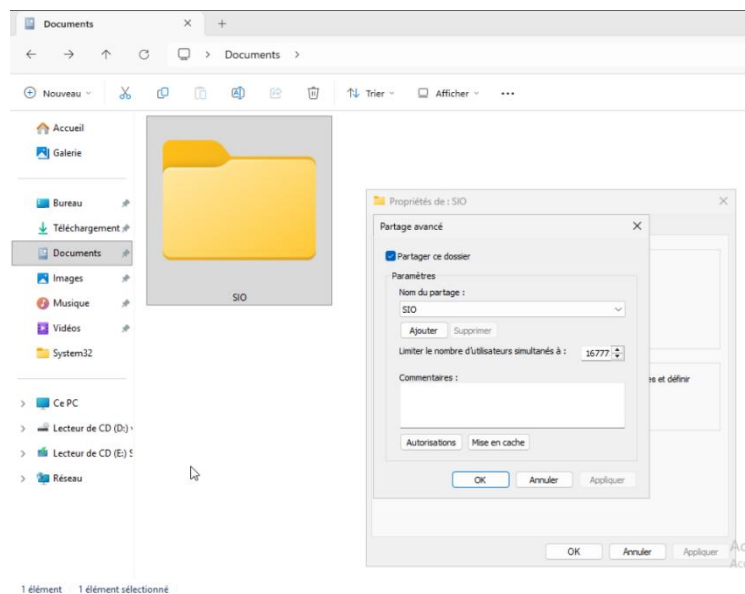 Documents
Documents
Nouveau
Trier
Afficher
Accueil
Galerie
Bureau
Téléchargement
Documents
Images
Musique
Vidéos
System32
Ce PC
Lecteur de CD (D:)
Lecteur de CD (E:) S
Réseau
SIO
Propriétés de : SIO
Partage avancé
Partager ce dossier
Paramètres
Nom du partage :
SIO
Ajouter Supprimer
Limiter le nombre d'utilisateurs simultanés à : 16777
Commentaires :
es et définir
Autorisations Mise en cache
OK Annuler Appliquer
OK Annuler Appliquer
1 élément 1 élément sélectionné